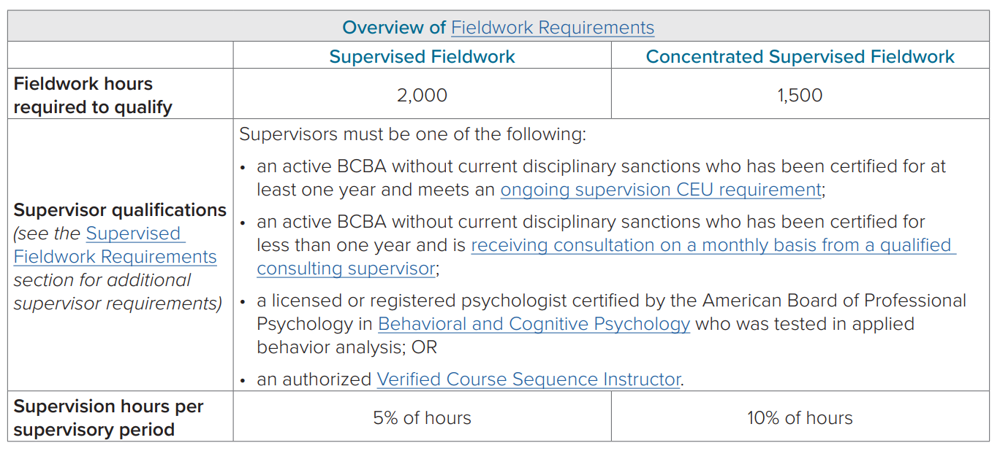 Overview of Fieldwork Requirements
Supervised Fieldwork
Concentrated Supervised Fieldwork
Fieldwork hours
required to qualify
2,000
1,500
Supervisor qualifications
(see the Supervised
Fieldwork Requirements
section for additional
supervisor requirements)
Supervisors must be one of the following:
• an active BCBA without current disciplinary sanctions who has been certified for at
least one year and meets an ongoing supervision CEU requirement;
• an active BCBA without current disciplinary sanctions who has been certified for
less than one year and is receiving consultation on a monthly basis from a qualified
consulting supervisor;
• a licensed or registered psychologist certified by the American Board of Professional
Psychology in Behavioral and Cognitive Psychology who was tested in applied
behavior analysis; OR
• an authorized Verified Course Sequence Instructor.
Supervision hours per
supervisory period
5% of hours
10% of hours